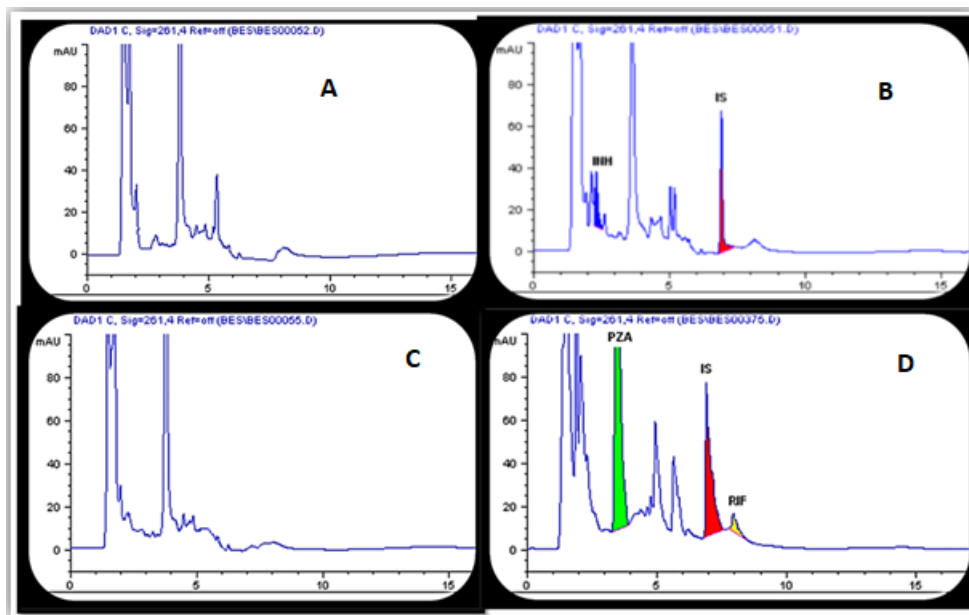 DAD1 C, Sig=261,4 Ref=off (BES\BES00052.D)
mAU
80
60
40
20
0
0
5
10
15
A
DAD1 C, Sig=261,4 Ref=off (BES\BES00051.D)
mAU
80
60
40
20
0
0
5
10
15
INH
IS
B
DAD1 C, Sig=261,4 Ref=off (BES\BES00055.D)
mAU
80
60
40
20
0
0
5
10
15
C
DAD1 C, Sig=261,4 Ref=off (BES\BES00375.D)
mAU
80
60
40
20
0
0
5
10
15
PZA
IS
RIF
D